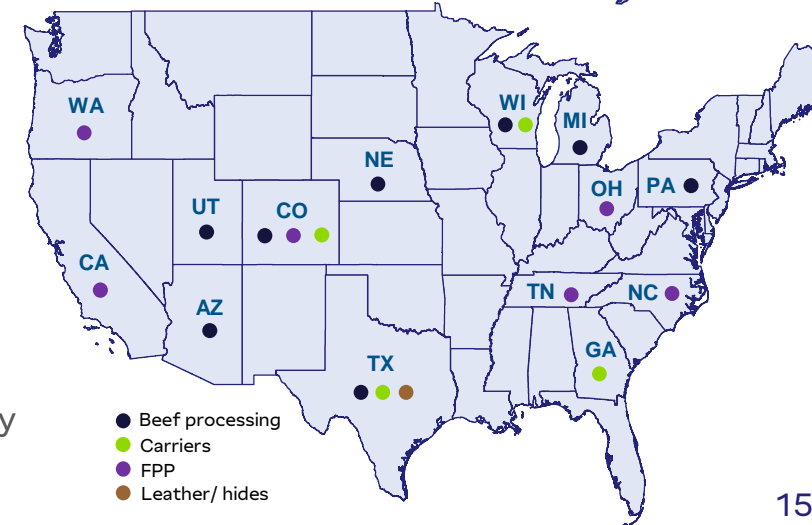 WA
WI
MI
NE
OH
PA
UT
CO
CA
TN
NC
AZ
GA
TX
y
Beef processing
Carriers
FPP
Leather/ hides
15